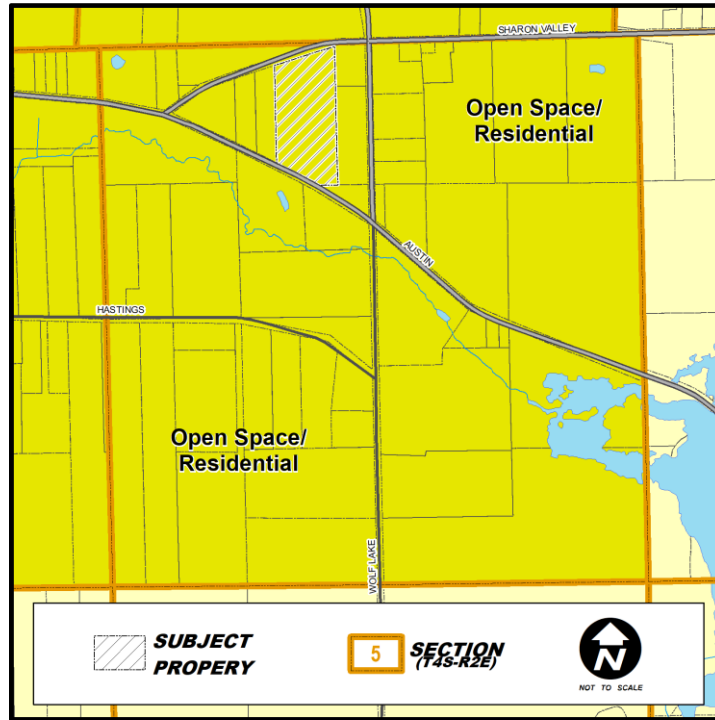 SHARON VALLEY
Open Space/
Residential
AUSTIN
HASTINGS
Open Space/
Residential
WOLF LAKE
SUBJECT
PROPERY
5
SECTION
(T4S-R2E)
N
NOT TO SCALE